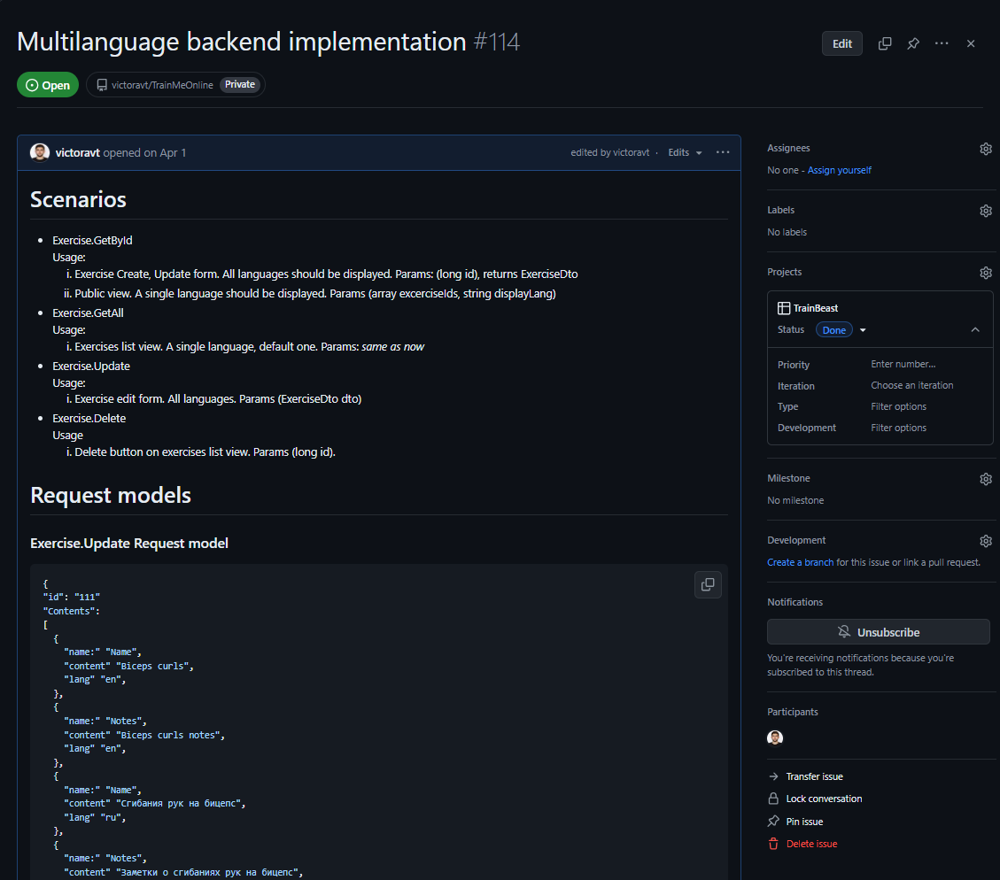 Multilanguage backend implementation #114
Edit
Open
victoravt/TrainMeOnline Private
victoravt opened on Apr 1
edited by victoravt · Edits
Scenarios
• Exercise.GetById
Usage:
i. Exercise Create, Update form. All languages should be displayed. Params: (long id), returns ExerciseDto
ii. Public view. A single language should be displayed. Params (array excerciseIds, string displayLang)
• Exercise.GetAll
Usage:
i. Exercises list view. A single language, default one. Params: same as now
• Exercise.Update
Usage:
i. Exercise edit form. All languages. Params (ExerciseDto dto)
• Exercise.Delete
Usage
i. Delete button on exercises list view. Params (long id).
Request models
Exercise.Update Request model
{
"id": "111"
"Contents":
[
{
"name:" "Name",
"content" "Biceps curls",
"lang" "en",
},
{
"name:" "Notes",
"content" "Biceps curls notes",
"lang" "en",
},
{
"name:" "Name",
"content" "Сгибания рук на бицепс",
"lang" "ru",
},
{
"name:" "Notes",
"content" "Заметки о сгибаниях рук на бицепс",
Assignees
No one - Assign yourself
Labels
No labels
Projects
TrainBeast
Status Done
Priority Enter number...
Iteration Choose an iteration
Type Filter options
Development Filter options
Milestone
No milestone
Development
Create a branch for this issue or link a pull request.
Notifications
Unsubscribe
You're receiving notifications because you're
subscribed to this thread.
Participants
Transfer issue
Lock conversation
Pin issue
Delete issue